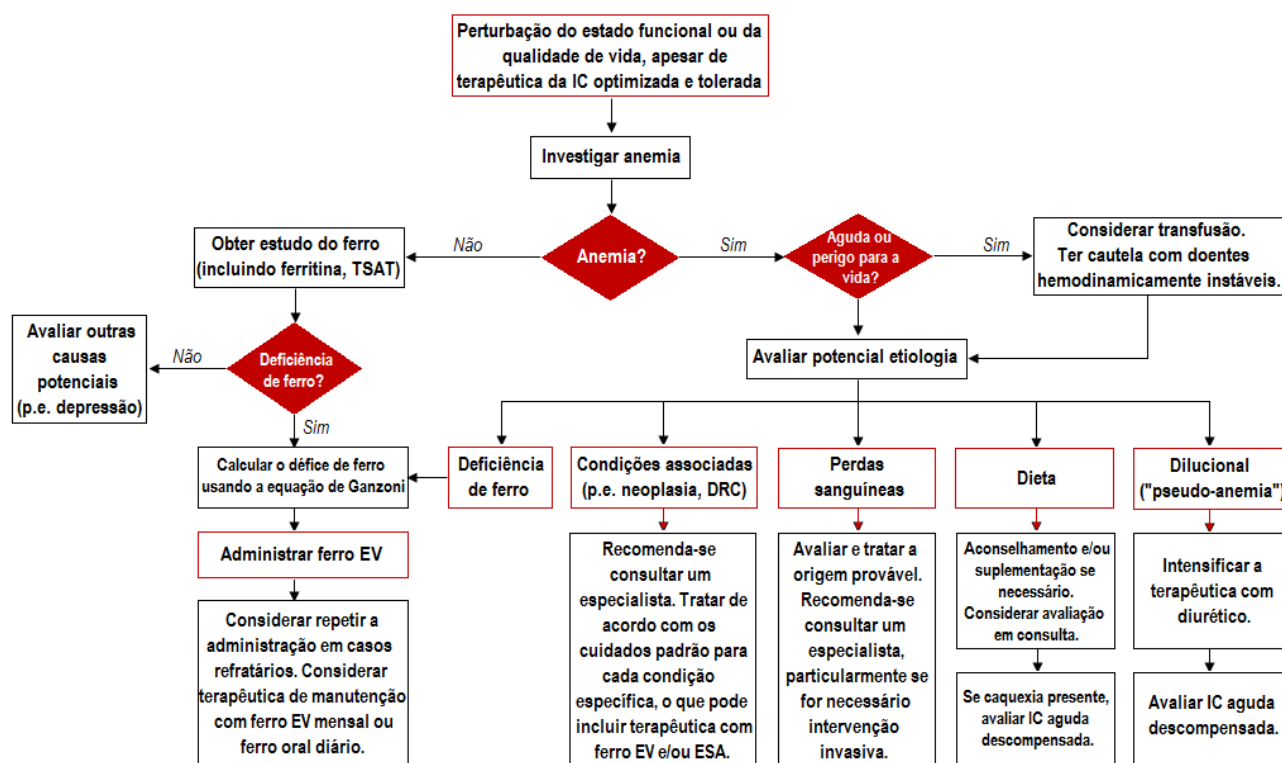 Perturbação do estado funcional ou da
qualidade de vida, apesar de
terapêutica da IC optimizada e tolerada
Investigar anemia
Anemia?
Não
Sim
Obter estudo do ferro
(incluindo ferritina, TSAT)
Aguda ou
perigo para a
vida?
Sim
Considerar transfusão.
Ter cautela com doentes
hemodinamicamente instáveis.
Avaliar outras
causas
potenciais
(p.e. depressão)
Não
Deficiência
de ferro?
Sim
Avaliar potencial etiologia
Calcular o défice de ferro
usando a equação de Ganzoni
Deficiência
de ferro
Condições associadas
(p.e. neoplasia, DRC)
Perdas
sanguíneas
Dieta
Dilucional
("pseudo-anemia")
Administrar ferro EV
Considerar repetir a
administração em casos
refratários. Considerar
terapêutica de manutenção
com ferro EV mensal ou
ferro oral diário.
Recomenda-se
consultar um
especialista. Tratar de
acordo com os
cuidados padrão para
cada condição
específica, o que pode
incluir terapêutica com
ferro EV e/ou ESA.
Avaliar e tratar a
origem provável.
Recomenda-se
consultar um
especialista,
particularmente se
for necessário
intervenção
invasiva.
Aconselhamento e/ou
suplementação se
necessário.
Considerar avaliação
em consulta.
Se caquexia presente,
avaliar IC aguda
descompensada.
Intensificar a
terapêutica com
diurético.
Avaliar IC aguda
descompensada.